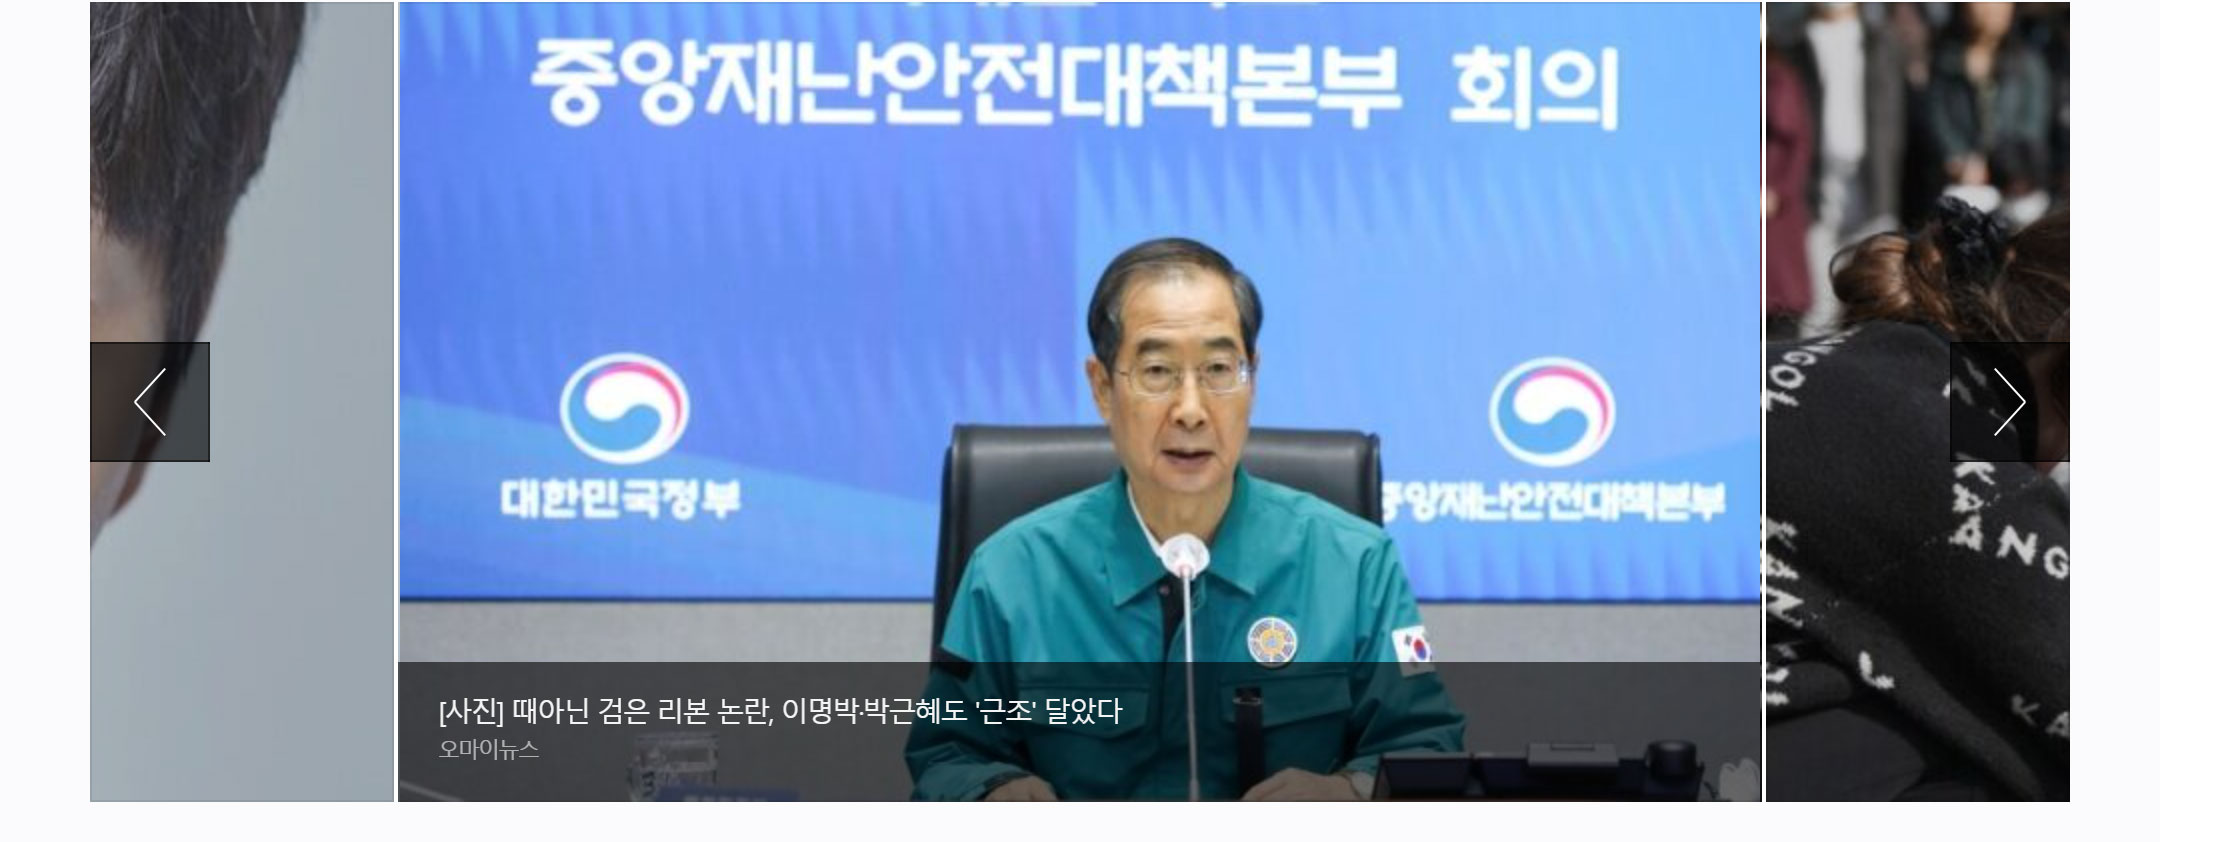 중앙재난안전대책본부 회의
대한민국정부
중앙재난안전대책본부
[사진] 때아닌 검은 리본 논란, 이명박·박근혜도 '근조' 달았다
오마이뉴스
ANG